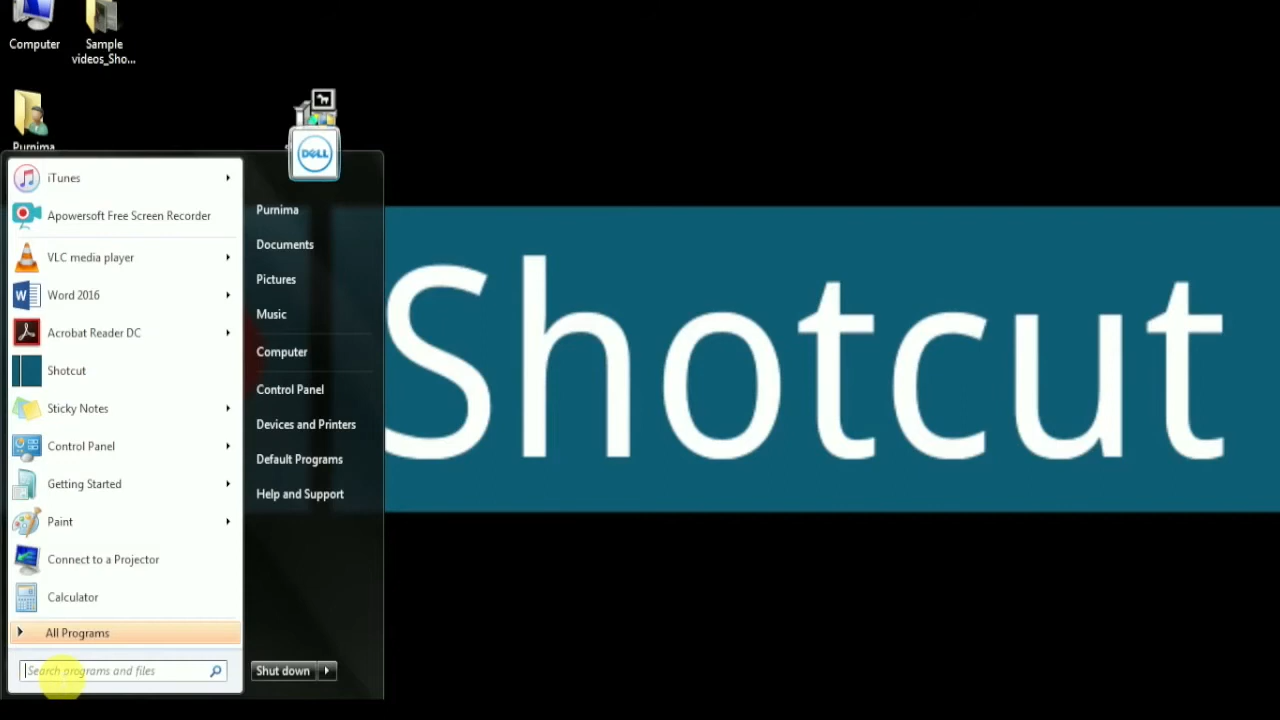 Computer
Sample
videos_Sho...
Purnima
DELL
iTunes
Apowersoft Free Screen Recorder
VLC media player
Word 2016
Acrobat Reader DC
Shotcut
Sticky Notes
Control Panel
Getting Started
Paint
Connect to a Projector
Calculator
All Programs
Search programs and files
Purnima
Documents
Pictures
Music
Computer
Control Panel
Devices and Printers
Default Programs
Help and Support
Shut down
Shotcut